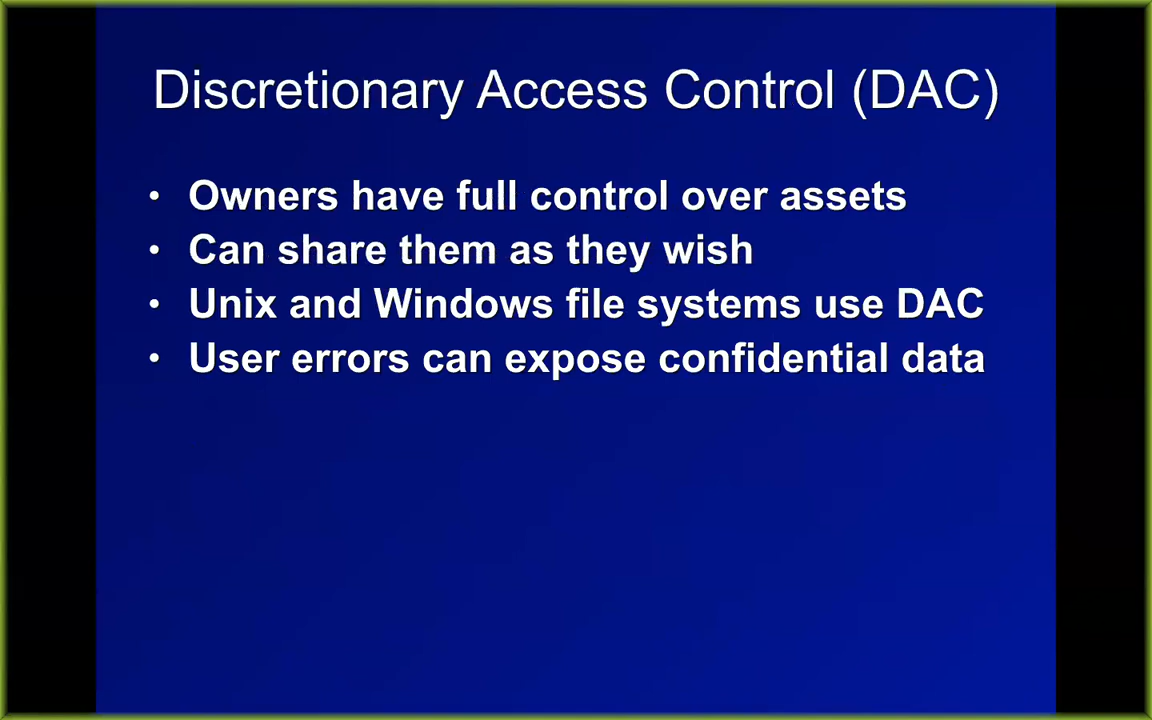 Discretionary Access Control (DAC)
• Owners have full control over assets
• Can share them as they wish
• Unix and Windows file systems use DAC
• User errors can expose confidential data